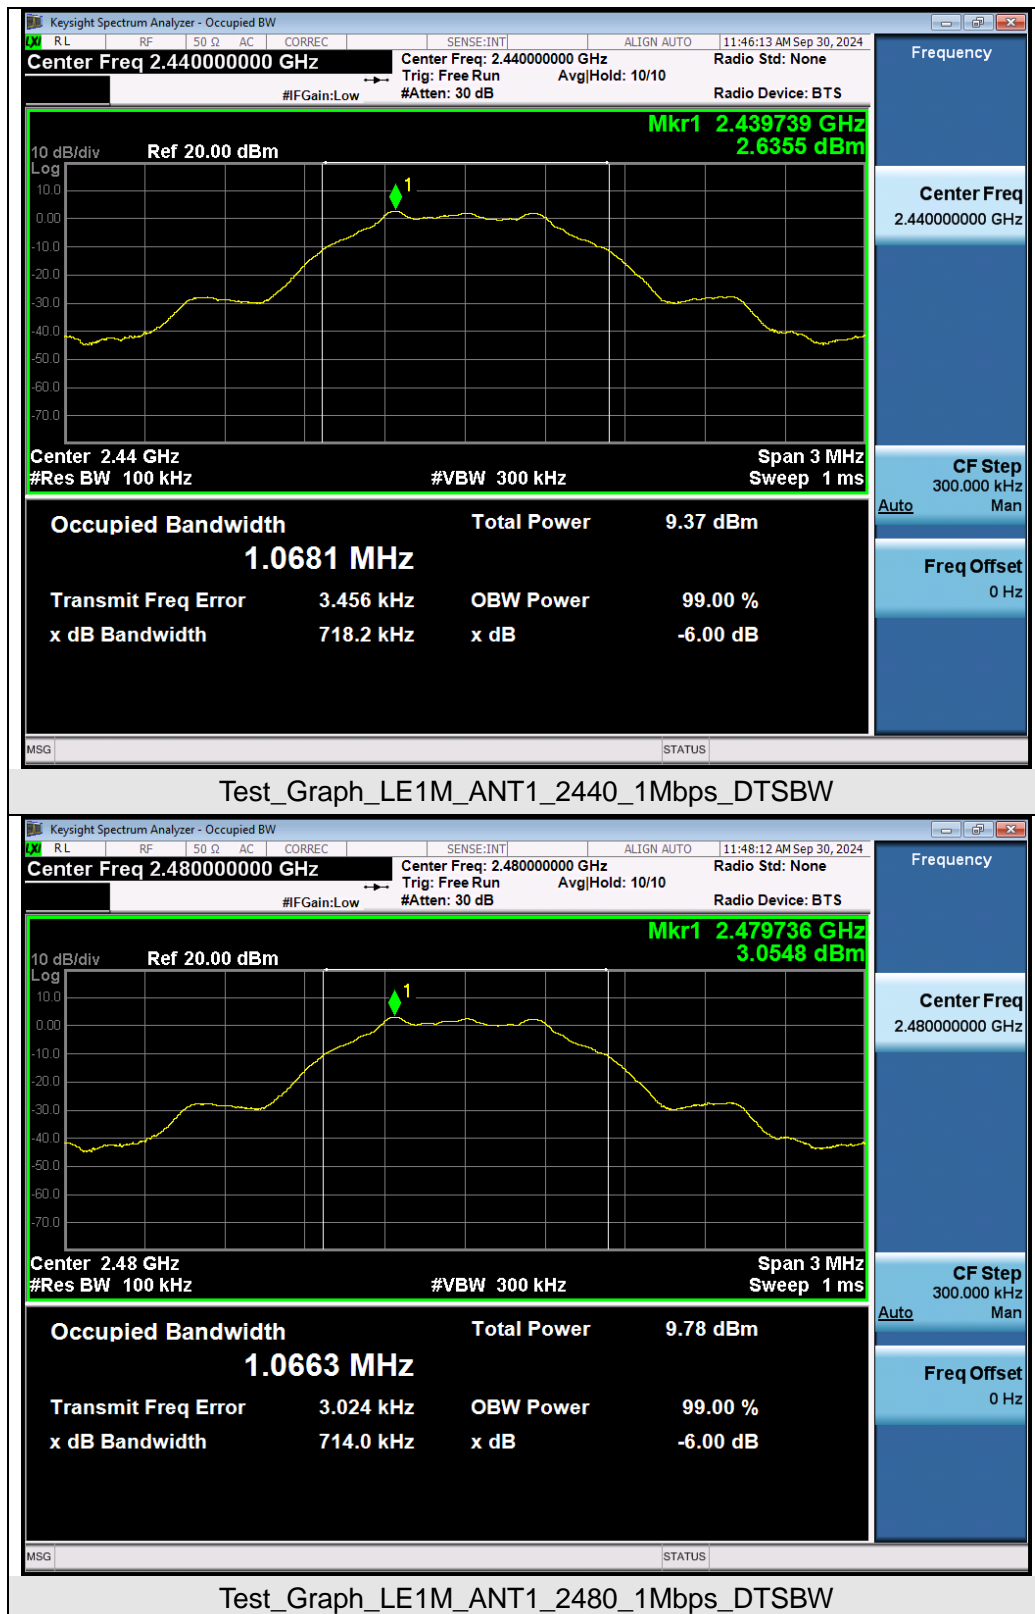 Keysight Spectrum Analyzer - Occupied BW
LXI RL RF 50 Ω AC CORREC SENSE:INT ALIGN AUTO 11:46:13 AM Sep 30, 2024
Center Freq 2.440000000 GHz Center Freq: 2.440000000 GHz Radio Std: None
Trig: Free Run Avg|Hold: 10/10
#IFGain:Low #Atten: 30 dB Radio Device: BTS
Frequency
Mkr1 2.439739 GHz
10 dB/div Ref 20.00 dBm 2.6355 dBm
Log
10.0
0.00
-10.0
-20.0
-30.0
-40.0
-50.0
-60.0
-70.0
1
Center 2.44 GHz Span 3 MHz
#Res BW 100 kHz #VBW 300 kHz Sweep 1 ms
Center Freq
2.440000000 GHz
CF Step
300.000 kHz
Auto Man
Freq Offset
0 Hz
Occupied Bandwidth Total Power 9.37 dBm
1.0681 MHz
Transmit Freq Error 3.456 kHz OBW Power 99.00 %
x dB Bandwidth 718.2 kHz x dB -6.00 dB
MSG STATUS
Test_Graph_LE1M_ANT1_2440_1Mbps_DTSBW
Keysight Spectrum Analyzer - Occupied BW
LXI RL RF 50 Ω AC CORREC SENSE:INT ALIGN AUTO 11:48:12 AM Sep 30, 2024
Center Freq 2.480000000 GHz Center Freq: 2.480000000 GHz Radio Std: None
Trig: Free Run Avg|Hold: 10/10
#IFGain:Low #Atten: 30 dB Radio Device: BTS
Frequency
Mkr1 2.479736 GHz
10 dB/div Ref 20.00 dBm 3.0548 dBm
Log
10.0
0.00
-10.0
-20.0
-30.0
-40.0
-50.0
-60.0
-70.0
1
Center 2.48 GHz Span 3 MHz
#Res BW 100 kHz #VBW 300 kHz Sweep 1 ms
Center Freq
2.480000000 GHz
CF Step
300.000 kHz
Auto Man
Freq Offset
0 Hz
Occupied Bandwidth Total Power 9.78 dBm
1.0663 MHz
Transmit Freq Error 3.024 kHz OBW Power 99.00 %
x dB Bandwidth 714.0 kHz x dB -6.00 dB
MSG STATUS
Test_Graph_LE1M_ANT1_2480_1Mbps_DTSBW